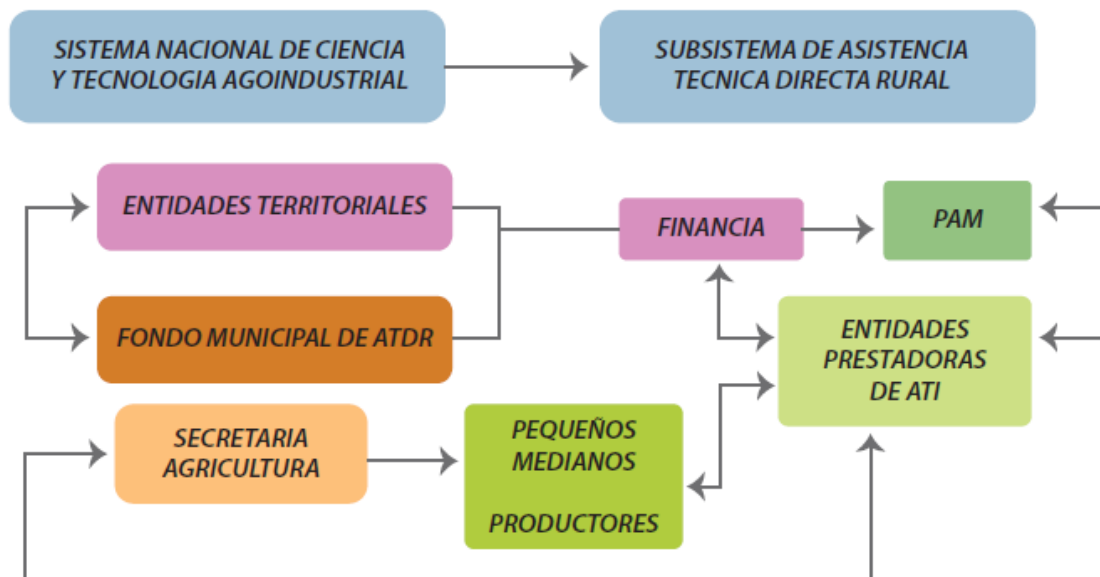 SISTEMA NACIONAL DE CIENCIA
Y TECNOLOGIA AGOINDUSTRIAL
SUBSISTEMA DE ASISTENCIA
TECNICA DIRECTA RURAL
ENTIDADES TERRITORIALES
FINANCIA
PAM
FONDO MUNICIPAL DE ATDR
ENTIDADES
PRESTADORAS
DE ATI
SECRETARIA
AGRICULTURA
PEQUEÑOS
MEDIANOS
PRODUCTORES